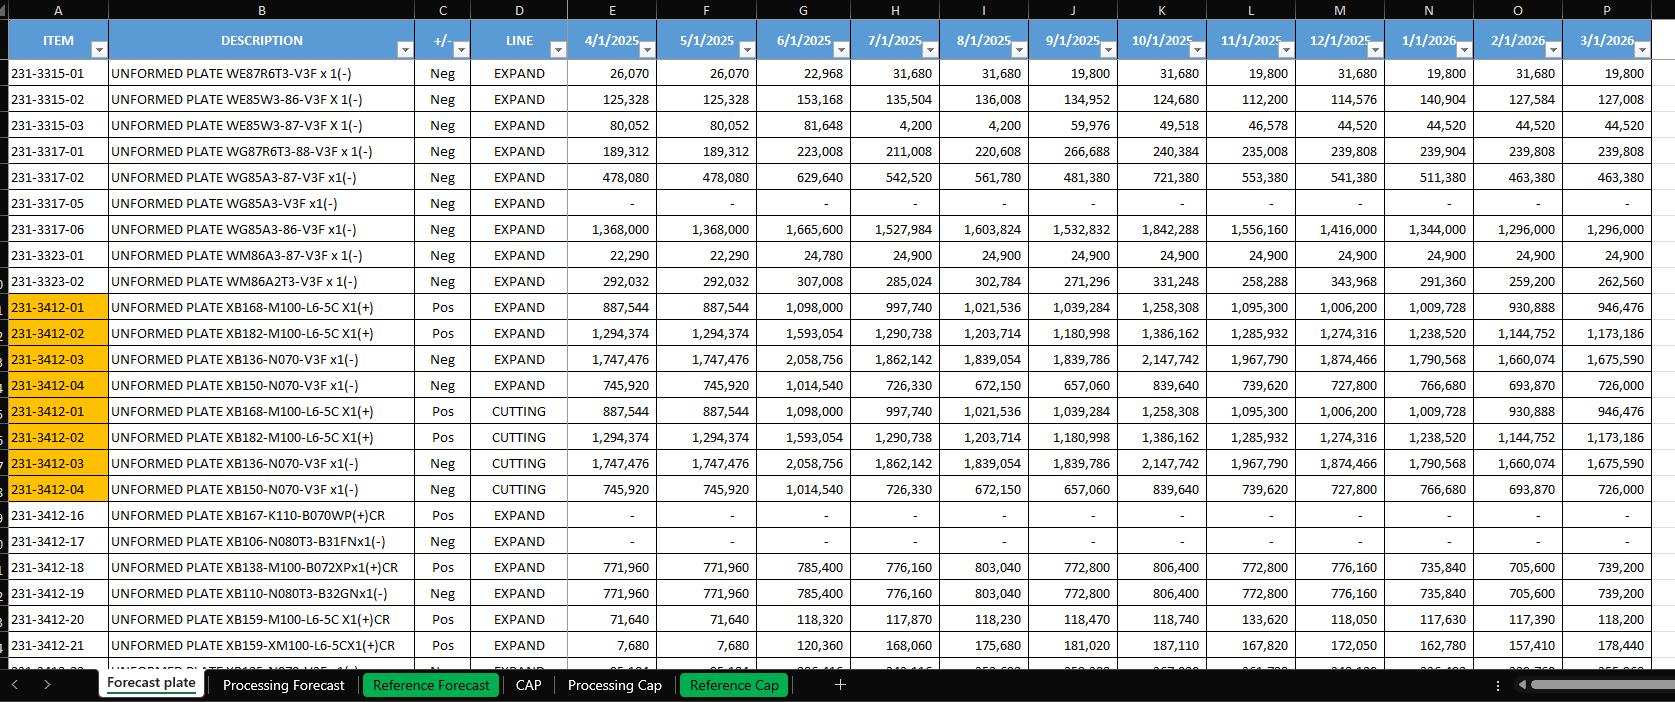 A B C D E F G H I J K L M N O P
ITEM DESCRIPTION +/- LINE 4/1/2025 5/1/2025 6/1/2025 7/1/2025 8/1/2025 9/1/2025 10/1/2025 11/1/2025 12/1/2025 1/1/2026 2/1/2026 3/1/2026
231-3315-01 UNFORMED PLATE WE87R6T3-V3F x 1(-) Neg EXPAND 26,070 26,070 22,968 31,680 31,680 19,800 31,680 19,800 31,680 19,800 31,680 19,800
231-3315-02 UNFORMED PLATE WE85W3-86-V3F X 1(-) Neg EXPAND 125,328 125,328 153,168 135,504 136,008 134,952 124,680 112,200 114,576 140,904 127,584 127,008
231-3315-03 UNFORMED PLATE WE85W3-87-V3F X 1(-) Neg EXPAND 80,052 80,052 81,648 4,200 4,200 59,976 49,518 46,578 44,520 44,520 44,520 44,520
231-3317-01 UNFORMED PLATE WG87R6T3-88-V3F x 1(-) Neg EXPAND 189,312 189,312 223,008 211,008 220,608 266,688 240,384 235,008 239,808 239,904 239,808 239,808
231-3317-02 UNFORMED PLATE WG85A3-87-V3F x1(-) Neg EXPAND 478,080 478,080 629,640 542,520 561,780 481,380 721,380 553,380 541,380 511,380 463,380 463,380
231-3317-05 UNFORMED PLATE WG85A3-V3F x1(-) Neg EXPAND - - - - - - - - - - - -
231-3317-06 UNFORMED PLATE WG85A3-86-V3F x1(-) Neg EXPAND 1,368,000 1,368,000 1,665,600 1,527,984 1,603,824 1,532,832 1,842,288 1,556,160 1,416,000 1,344,000 1,296,000 1,296,000
231-3323-01 UNFORMED PLATE WM86A3-87-V3F x 1(-) Neg EXPAND 22,290 22,290 24,780 24,900 24,900 24,900 24,900 24,900 24,900 24,900 24,900 24,900
231-3323-02 UNFORMED PLATE WM86A2T3-V3F x 1(-) Neg EXPAND 292,032 292,032 307,008 285,024 302,784 271,296 331,248 258,288 343,968 291,360 259,200 262,560
231-3412-01 UNFORMED PLATE XB168-M100-L6-5C X1(+) Pos EXPAND 887,544 887,544 1,098,000 997,740 1,021,536 1,039,284 1,258,308 1,095,300 1,006,200 1,009,728 930,888 946,476
231-3412-02 UNFORMED PLATE XB182-M100-L6-5C X1(+) Pos EXPAND 1,294,374 1,294,374 1,593,054 1,290,738 1,203,714 1,180,998 1,386,162 1,285,932 1,274,316 1,238,520 1,144,752 1,173,186
231-3412-03 UNFORMED PLATE XB136-N070-V3F x1(-) Neg EXPAND 1,747,476 1,747,476 2,058,756 1,862,142 1,839,054 1,839,786 2,147,742 1,967,790 1,874,466 1,790,568 1,660,074 1,675,590
231-3412-04 UNFORMED PLATE XB150-N070-V3F x1(-) Neg EXPAND 745,920 745,920 1,014,540 726,330 672,150 657,060 839,640 739,620 727,800 766,680 693,870 726,000
231-3412-01 UNFORMED PLATE XB168-M100-L6-5C X1(+) Pos CUTTING 887,544 887,544 1,098,000 997,740 1,021,536 1,039,284 1,258,308 1,095,300 1,006,200 1,009,728 930,888 946,476
231-3412-02 UNFORMED PLATE XB182-M100-L6-5C X1(+) Pos CUTTING 1,294,374 1,294,374 1,593,054 1,290,738 1,203,714 1,180,998 1,386,162 1,285,932 1,274,316 1,238,520 1,144,752 1,173,186
231-3412-03 UNFORMED PLATE XB136-N070-V3F x1(-) Neg CUTTING 1,747,476 1,747,476 2,058,756 1,862,142 1,839,054 1,839,786 2,147,742 1,967,790 1,874,466 1,790,568 1,660,074 1,675,590
231-3412-04 UNFORMED PLATE XB150-N070-V3F x1(-) Neg CUTTING 745,920 745,920 1,014,540 726,330 672,150 657,060 839,640 739,620 727,800 766,680 693,870 726,000
231-3412-16 UNFORMED PLATE XB167-K110-B070WP(+)CR Pos EXPAND - - - - - - - - - - - -
231-3412-17 UNFORMED PLATE XB106-N080T3-B31FNx1(-) Neg EXPAND - - - - - - - - - - - -
231-3412-18 UNFORMED PLATE XB138-M100-B072XPx1(+)CR Pos EXPAND 771,960 771,960 785,400 776,160 803,040 772,800 806,400 772,800 776,160 735,840 705,600 739,200
231-3412-19 UNFORMED PLATE XB110-N080T3-B32GNx1(-) Neg EXPAND 771,960 771,960 785,400 776,160 803,040 772,800 806,400 772,800 776,160 735,840 705,600 739,200
231-3412-20 UNFORMED PLATE XB159-M100-L6-5C X1(+)CR Pos EXPAND 71,640 71,640 118,320 117,870 118,230 118,470 118,740 133,620 118,050 117,630 117,390 118,200
231-3412-21 UNFORMED PLATE XB159-XM100-L6-5CX1(+)CR Pos EXPAND 7,680 7,680 120,360 168,060 175,680 181,020 187,110 167,820 172,050 162,780 157,410 178,440
Forecast plate Processing Forecast Reference Forecast CAP Processing Cap Reference Cap